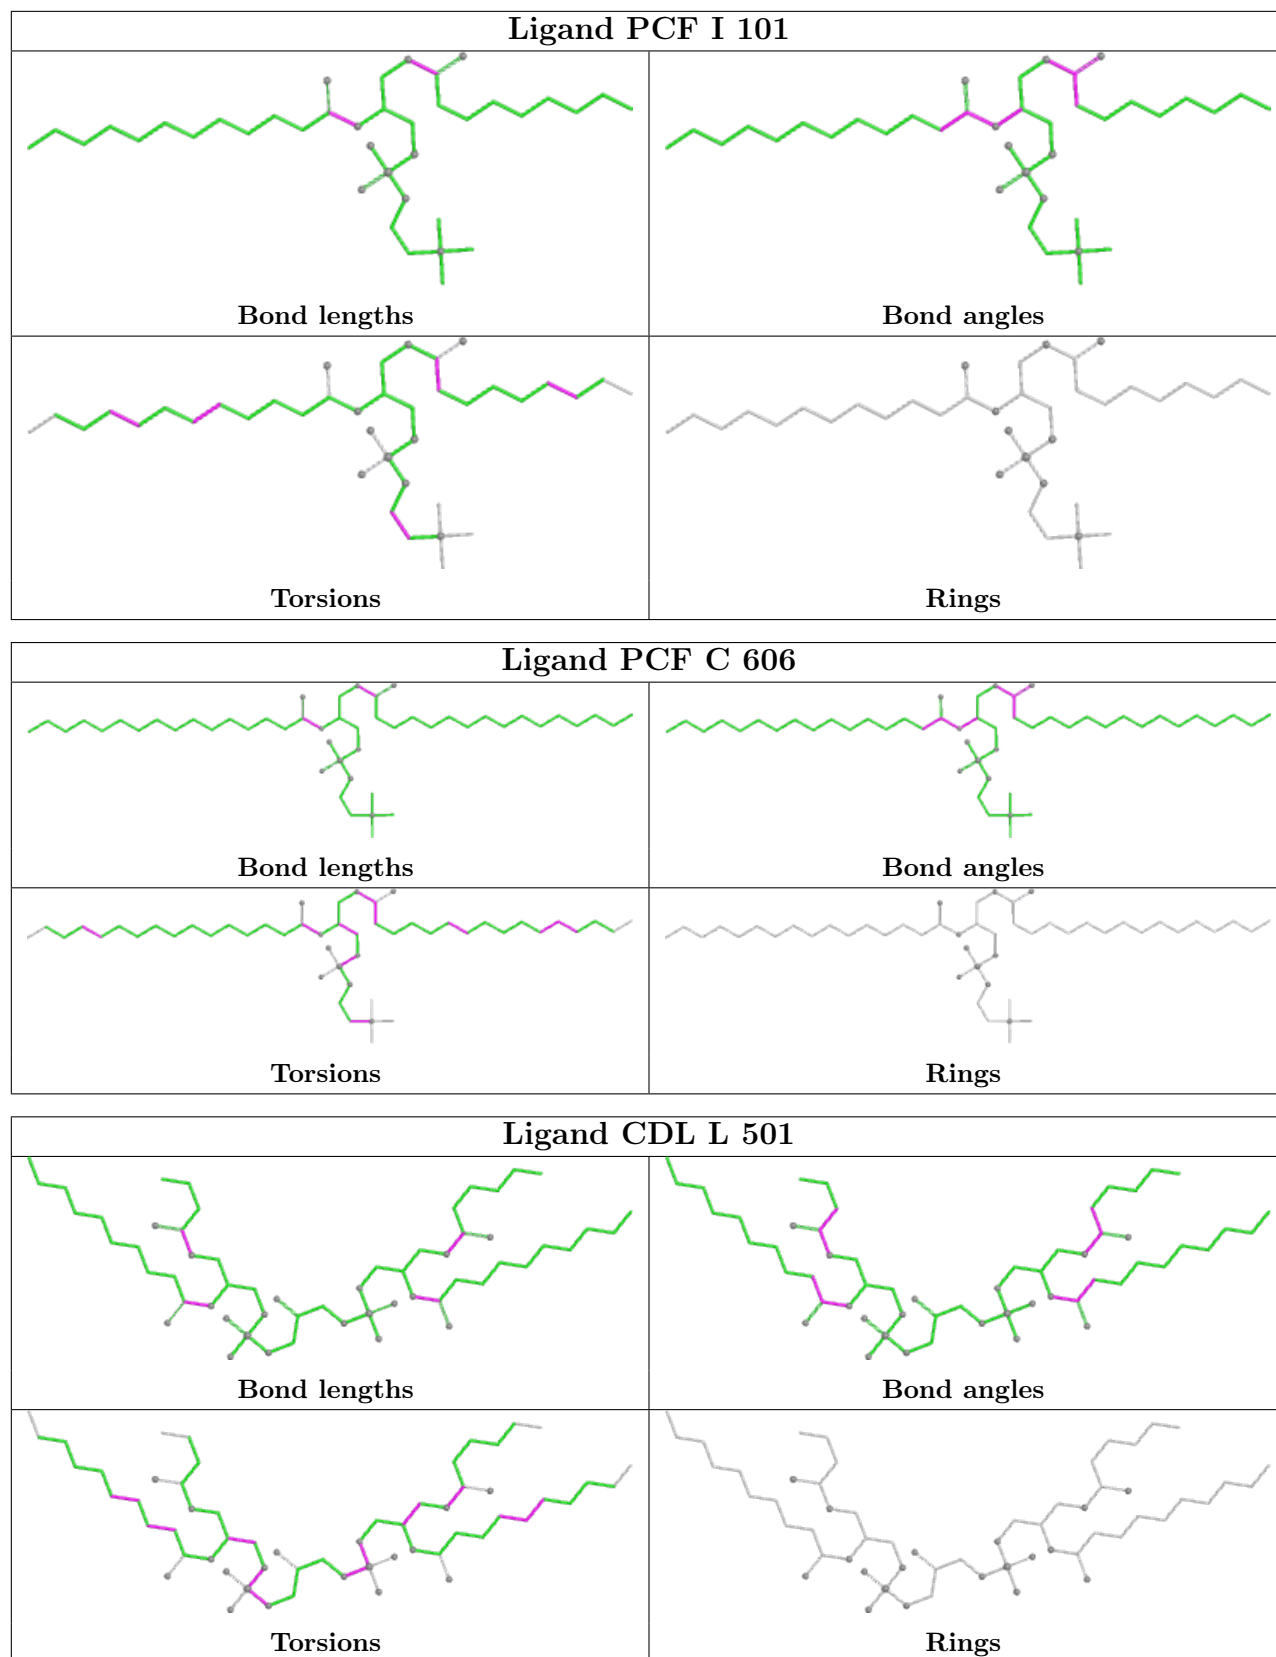 Ligand PCF I 101
Bond lengths
Bond angles
Torsions
Rings
Ligand PCF C 606
Bond lengths
Bond angles
Torsions
Rings
Ligand CDL L 501
Bond lengths
Bond angles
Torsions
Rings